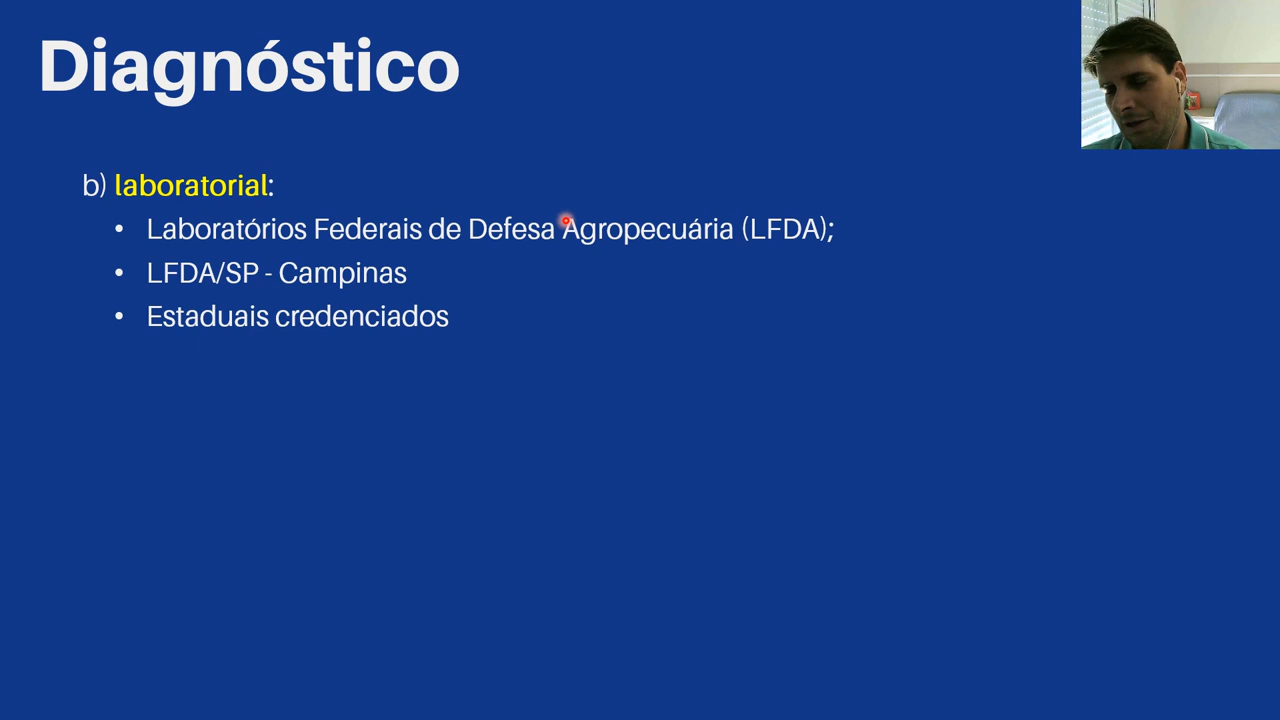 Diagnóstico
b) laboratorial:
• Laboratórios Federais de Defesa Agropecuária (LFDA);
• LFDA/SP - Campinas
• Estaduais credenciados